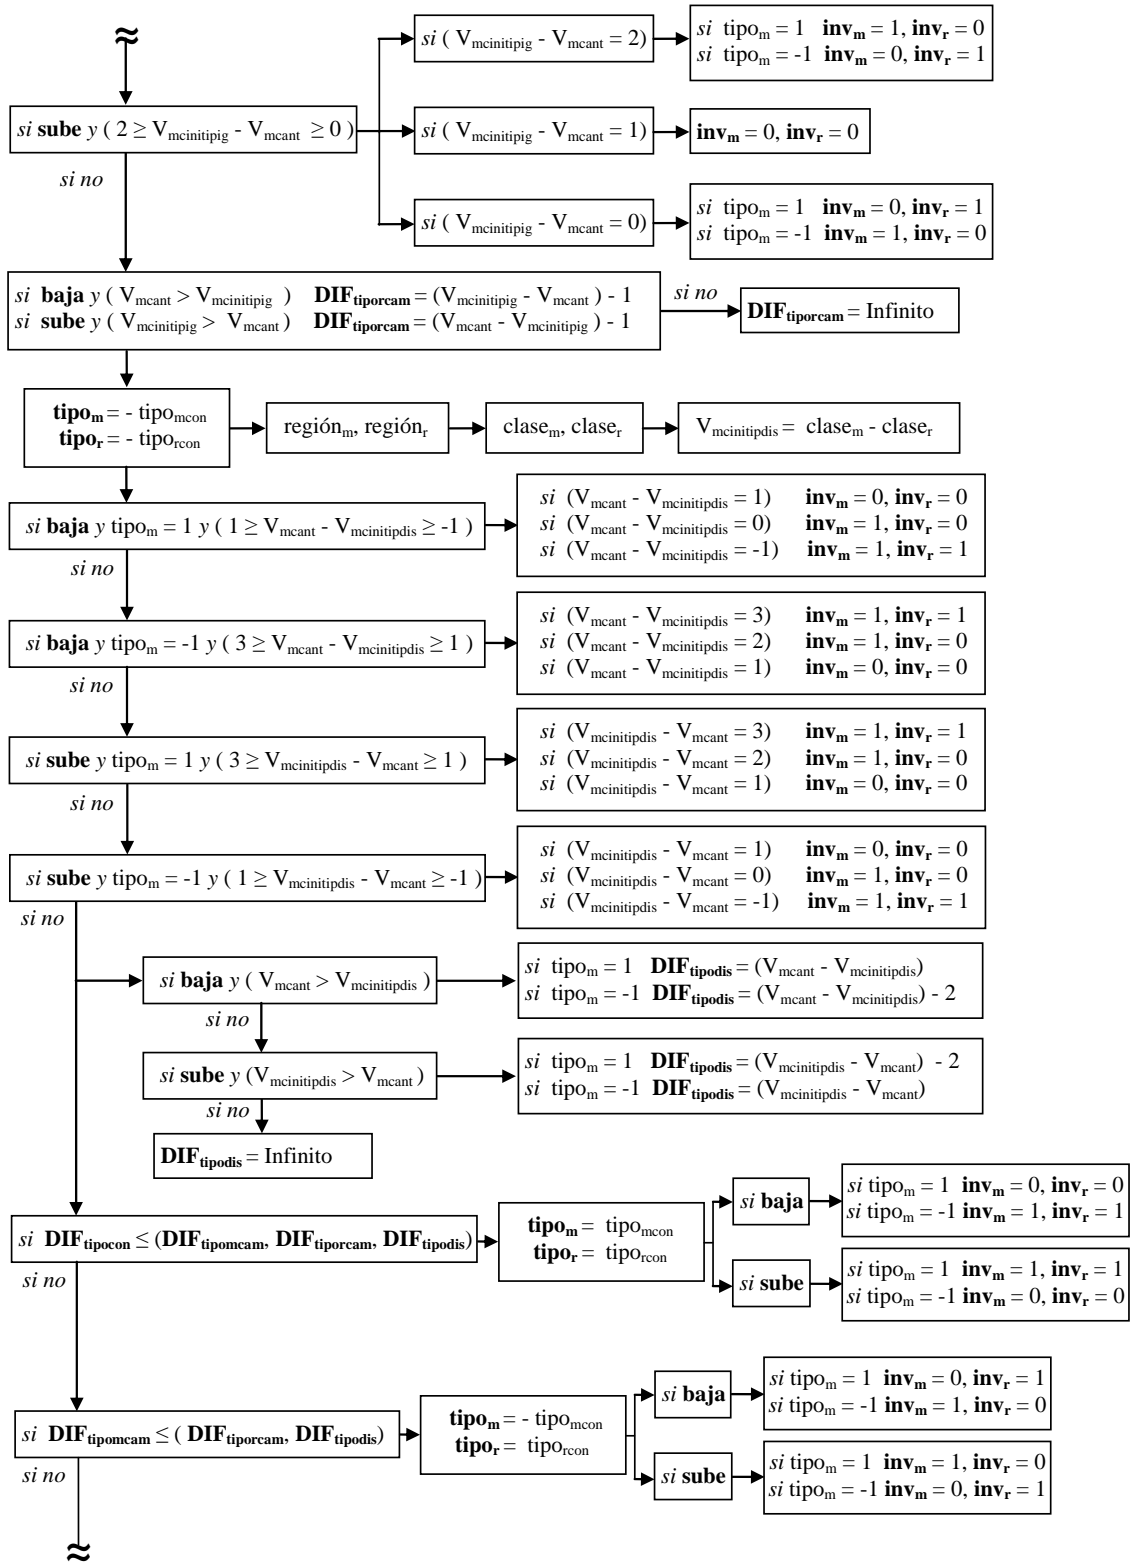 ≈
si sube y ( 2 ≥ Vmcinitipig - Vmcant ≥ 0 )
si ( Vmcinitipig - Vmcant = 2)
si tipom = 1 invm = 1, invr = 0
si tipom = -1 invm = 0, invr = 1
si ( Vmcinitipig - Vmcant = 1)
invm = 0, invr = 0
si ( Vmcinitipig - Vmcant = 0)
si tipom = 1 invm = 0, invr = 1
si tipom = -1 invm = 1, invr = 0
si no
si baja y ( Vmcant > Vmcinitipig ) DIFtiporcam = (Vmcinitipig - Vmcant ) - 1
si sube y ( Vmcinitipig > Vmcant ) DIFtiporcam = (Vmcant - Vmcinitipig ) - 1
si no
DIFtiporcam = Infinito
tipom = - tipomcon
tipor = - tiporcon
regiónm, regiónr
clasem, claser
Vmcinitipdis = clasem - claser
si baja y tipom = 1 y ( 1 ≥ Vmcant - Vmcinitipdis ≥ -1 )
si (Vmcant - Vmcinitipdis = 1) invm = 0, invr = 0
si (Vmcant - Vmcinitipdis = 0) invm = 1, invr = 0
si (Vmcant - Vmcinitipdis = -1) invm = 1, invr = 1
si no
si baja y tipom = -1 y ( 3 ≥ Vmcant - Vmcinitipdis ≥ 1 )
si (Vmcant - Vmcinitipdis = 3) invm = 1, invr = 1
si (Vmcant - Vmcinitipdis = 2) invm = 1, invr = 0
si (Vmcant - Vmcinitipdis = 1) invm = 0, invr = 0
si no
si sube y tipom = 1 y ( 3 ≥ Vmcinitipdis - Vmcant ≥ 1 )
si (Vmcinitipdis - Vmcant = 3) invm = 1, invr = 1
si (Vmcinitipdis - Vmcant = 2) invm = 1, invr = 0
si (Vmcinitipdis - Vmcant = 1) invm = 0, invr = 0
si no
si sube y tipom = -1 y ( 1 ≥ Vmcinitipdis - Vmcant ≥ -1 )
si (Vmcinitipdis - Vmcant = 1) invm = 0, invr = 0
si (Vmcinitipdis - Vmcant = 0) invm = 1, invr = 0
si (Vmcinitipdis - Vmcant = -1) invm = 1, invr = 1
si no
si baja y ( Vmcant > Vmcinitipdis )
si tipom = 1 DIFtipodis = (Vmcant - Vmcinitipdis)
si tipom = -1 DIFtipodis = (Vmcant - Vmcinitipdis) - 2
si no
si sube y (Vmcinitipdis > Vmcant )
si tipom = 1 DIFtipodis = (Vmcinitipdis - Vmcant) - 2
si tipom = -1 DIFtipodis = (Vmcinitipdis - Vmcant)
si no
DIFtipodis = Infinito
si DIFtipocon ≤ (DIFtipomcam, DIFtiporcam, DIFtipodis)
tipom = tipomcon
tipor = tiporcon
si baja
si tipom = 1 invm = 0, invr = 0
si tipom = -1 invm = 1, invr = 1
si sube
si tipom = 1 invm = 1, invr = 1
si tipom = -1 invm = 0, invr = 0
si no
si DIFtipomcam ≤ ( DIFtiporcam, DIFtipodis)
tipom = - tipomcon
tipor = tiporcon
si baja
si tipom = 1 invm = 0, invr = 1
si tipom = -1 invm = 1, invr = 0
si sube
si tipom = 1 invm = 1, invr = 0
si tipom = -1 invm = 0, invr = 1
si no
≈